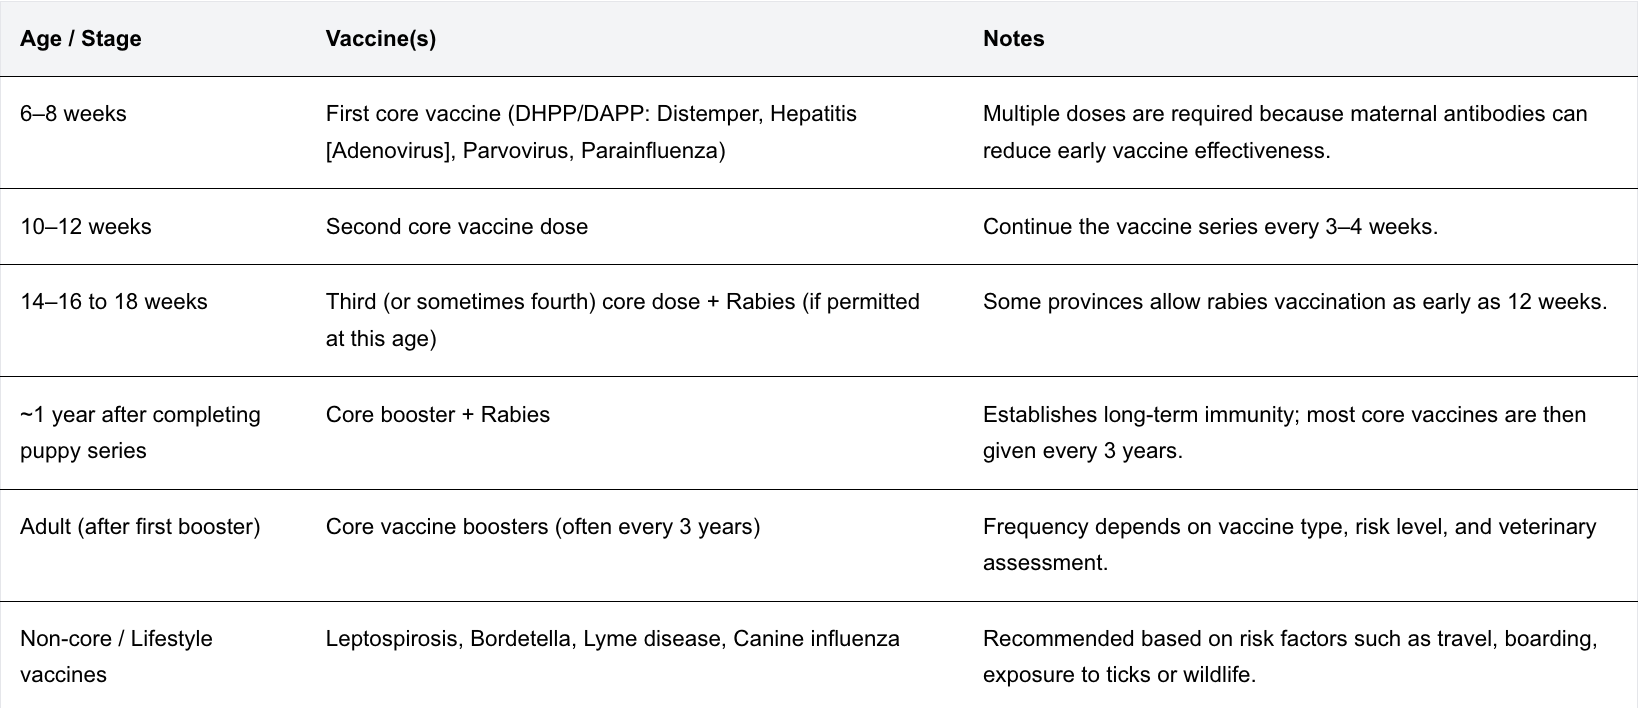 Age / Stage
Vaccine(s)
Notes
6–8 weeks
First core vaccine (DHPP/DAPP: Distemper, Hepatitis
[Adenovirus], Parvovirus, Parainfluenza)
Multiple doses are required because maternal antibodies can
reduce early vaccine effectiveness.
10–12 weeks
Second core vaccine dose
Continue the vaccine series every 3–4 weeks.
14–16 to 18 weeks
Third (or sometimes fourth) core dose + Rabies (if permitted
at this age)
Some provinces allow rabies vaccination as early as 12 weeks.
~1 year after completing
puppy series
Core booster + Rabies
Establishes long-term immunity; most core vaccines are then
given every 3 years.
Adult (after first booster)
Core vaccine boosters (often every 3 years)
Frequency depends on vaccine type, risk level, and veterinary
assessment.
Non-core / Lifestyle
vaccines
Leptospirosis, Bordetella, Lyme disease, Canine influenza
Recommended based on risk factors such as travel, boarding,
exposure to ticks or wildlife.